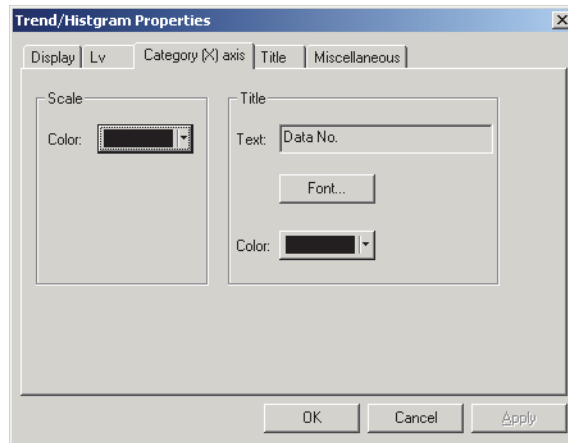 Trend/Histgram Properties
Display Lv Category (X) axis Title Miscellaneous
Scale
Color:
Title
Text: Data No.
Font...
Color:
OK Cancel Apply